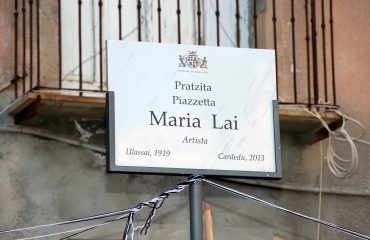 Pratzita
Piazzetta
Maria Lai
Artista
Ulassai, 1919 Cardedu, 2013